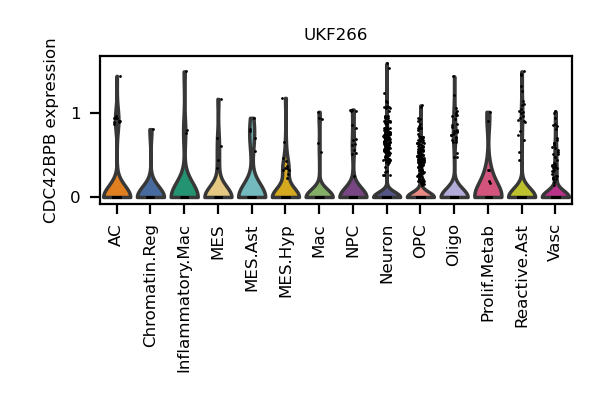 UKF266
CDC42BPB expression
1
0
AC
Chromatin.Reg
Inflammatory.Mac
MES
MES.Ast
MES.Hyp
Mac
NPC
Neuron
OPC
Oligo
Prolif.Metab
Reactive.Ast
Vasc